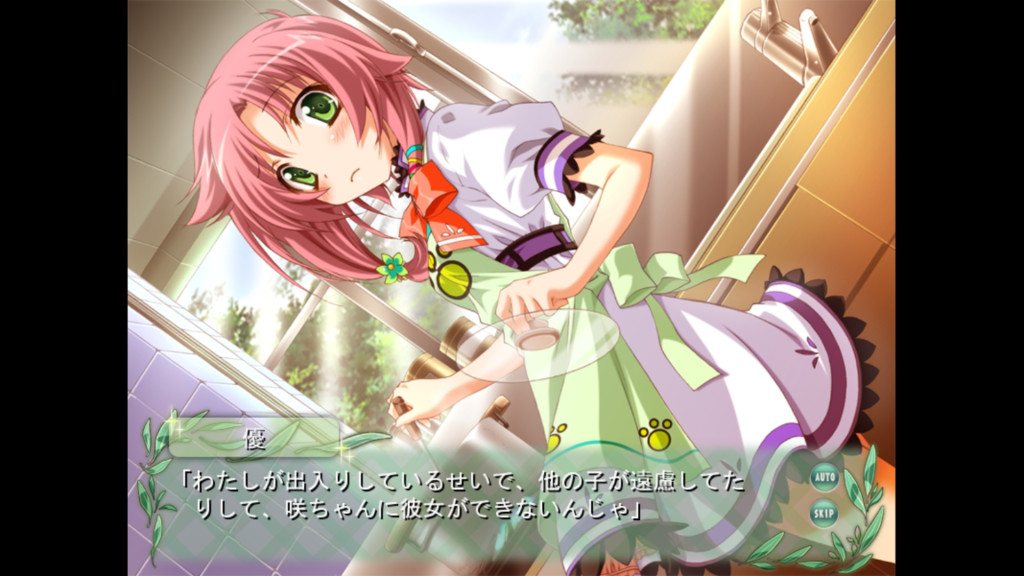 優
「わたしが出入りしているせいで、他の子が遠慮してた
りして、咲ちゃんに彼女ができないんじゃ」
AUTO
SKIP